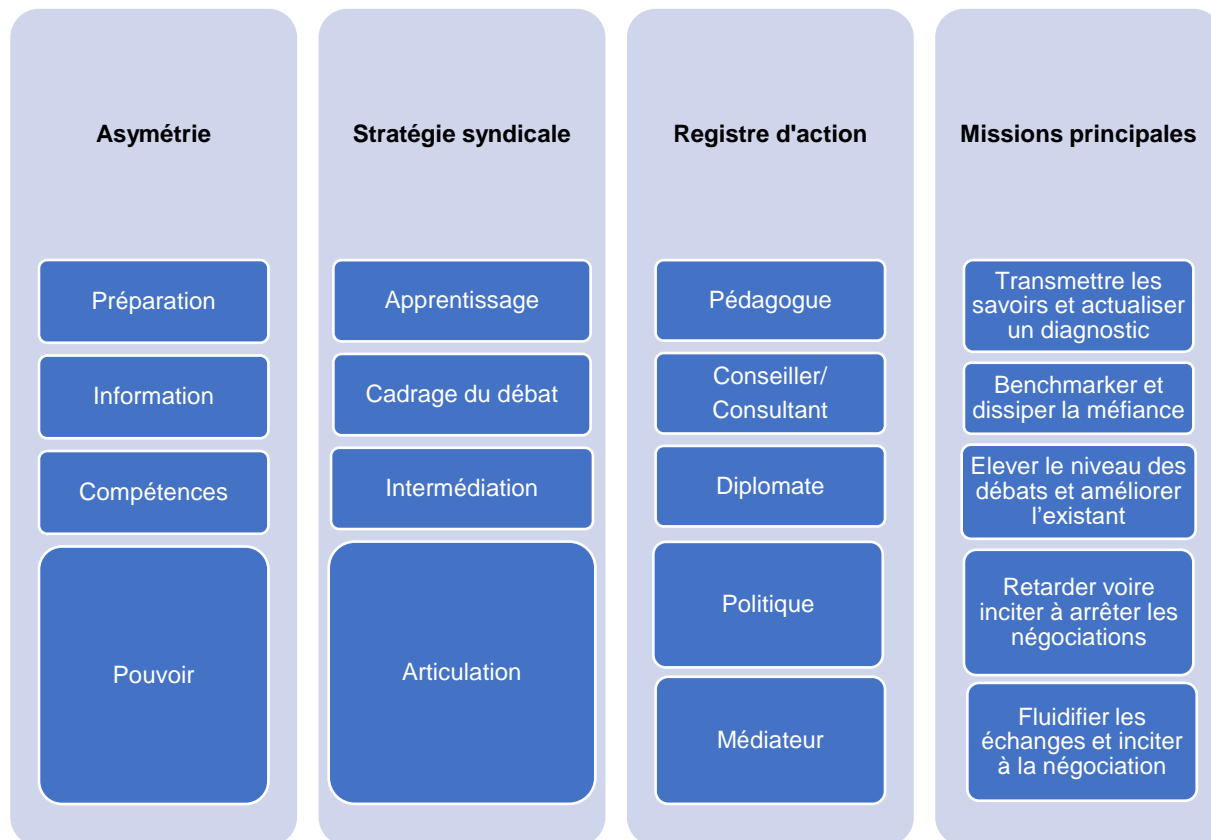 Asymétrie
Préparation
Information
Compétences
Pouvoir
Stratégie syndicale
Apprentissage
Cadrage du débat
Intermédiation
Articulation
Registre d'action
Pédagogue
Conseiller/
Consultant
Diplomate
Politique
Médiateur
Missions principales
Transmettre les
savoirs et actualiser
un diagnostic
Benchmarker et
dissiper la méfiance
Elever le niveau des
débats et améliorer
l’existant
Retarder voire
inciter à arrêter les
négociations
Fluidifier les
échanges et inciter
à la négociation